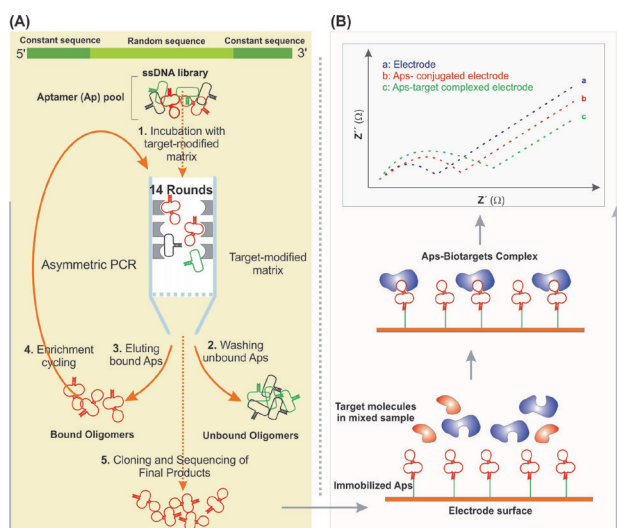 (A)
Constant sequence Random sequence Constant sequence
5' 3'
ssDNA library
Aptamer (Ap) pool
1. Incubation with
target-modified
matrix
14 Rounds
Asymmetric PCR
Target-modified
matrix
4. Enrichment
cycling
3. Eluting
bound Aps
2. Washing
unbound Aps
Bound Oligomers
Unbound Oligomers
5. Cloning and Sequencing of
Final Products
(B)
a: Electrode
b: Aps- conjugated electrode
c: Aps-target complexed electrode
a
b
c
Z´´ (Ω)
Z´ (Ω)
Aps-Biotargets Complex
Target molecules
in mixed sample
Immobilized Aps
Electrode surface